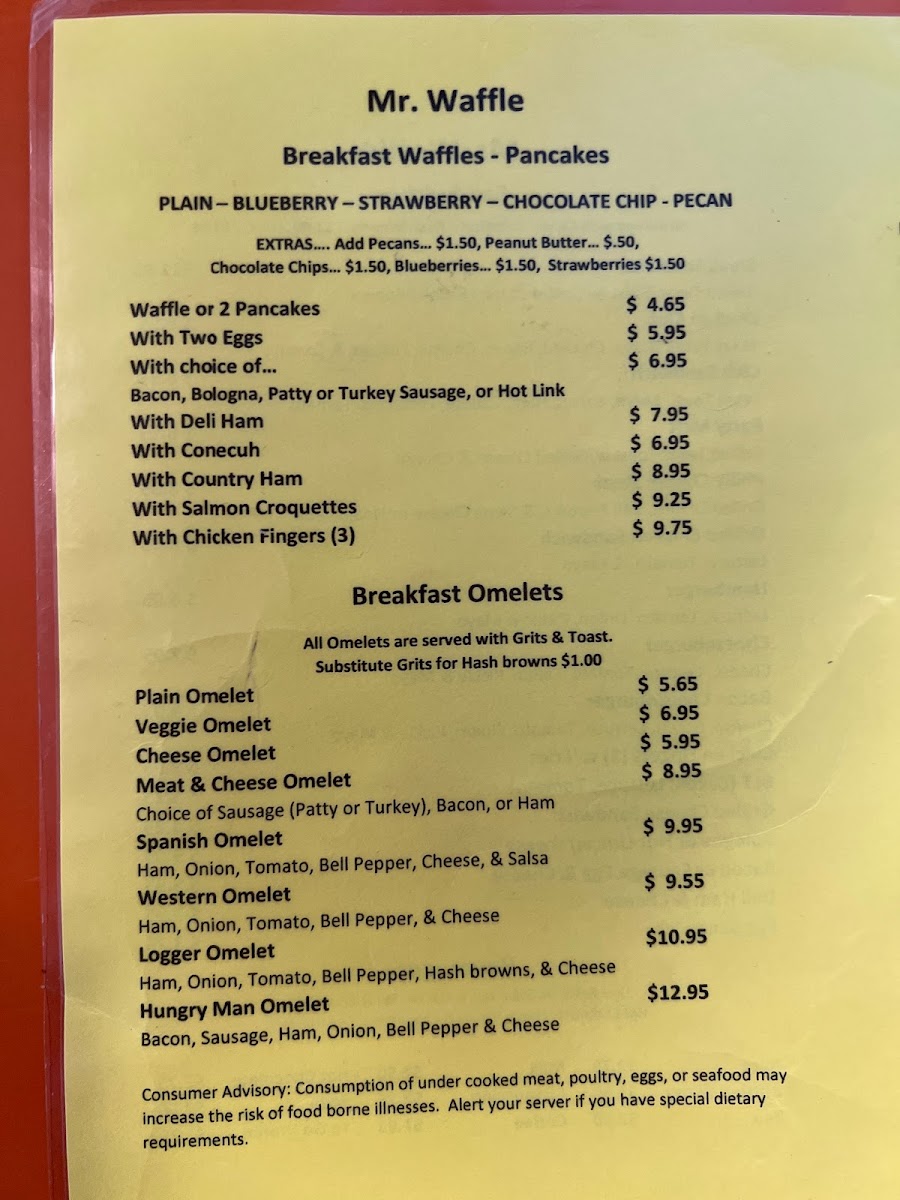 Mr. Waffle
Breakfast Waffles - Pancakes
PLAIN – BLUEBERRY – STRAWBERRY – CHOCOLATE CHIP - PECAN
EXTRAS.... Add Pecans... $1.50, Peanut Butter... $.50,
Chocolate Chips... $1.50, Blueberries... $1.50, Strawberries $1.50
Waffle or 2 Pancakes $ 4.65
With Two Eggs $ 5.95
With choice of... $ 6.95
Bacon, Bologna, Patty or Turkey Sausage, or Hot Link
With Deli Ham $ 7.95
With Conecuh $ 6.95
With Country Ham $ 8.95
With Salmon Croquettes $ 9.25
With Chicken Fingers (3) $ 9.75
Breakfast Omelets
All Omelets are served with Grits & Toast.
Substitute Grits for Hash browns $1.00
Plain Omelet $ 5.65
Veggie Omelet $ 6.95
Cheese Omelet $ 5.95
Meat & Cheese Omelet $ 8.95
Choice of Sausage (Patty or Turkey), Bacon, or Ham
Spanish Omelet $ 9.95
Ham, Onion, Tomato, Bell Pepper, Cheese, & Salsa
Western Omelet $ 9.55
Ham, Onion, Tomato, Bell Pepper, & Cheese
Logger Omelet $10.95
Ham, Onion, Tomato, Bell Pepper, Hash browns, & Cheese
Hungry Man Omelet $12.95
Bacon, Sausage, Ham, Onion, Bell Pepper & Cheese
Consumer Advisory: Consumption of under cooked meat, poultry, eggs, or seafood may
increase the risk of food borne illnesses. Alert your server if you have special dietary
requirements.